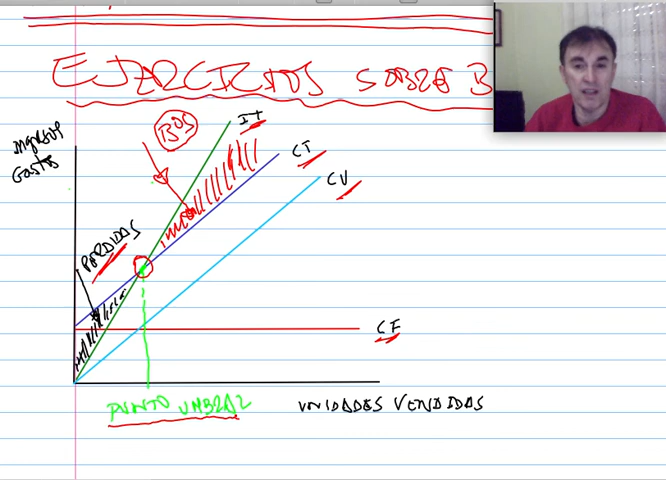 EJERCICIOS SOBRE B
Ingresos
Gastos
BOS
IT
CT
CV
PERDIDAS
CF
PUNTO UMBRAL
UNIDADES VENDIDAS